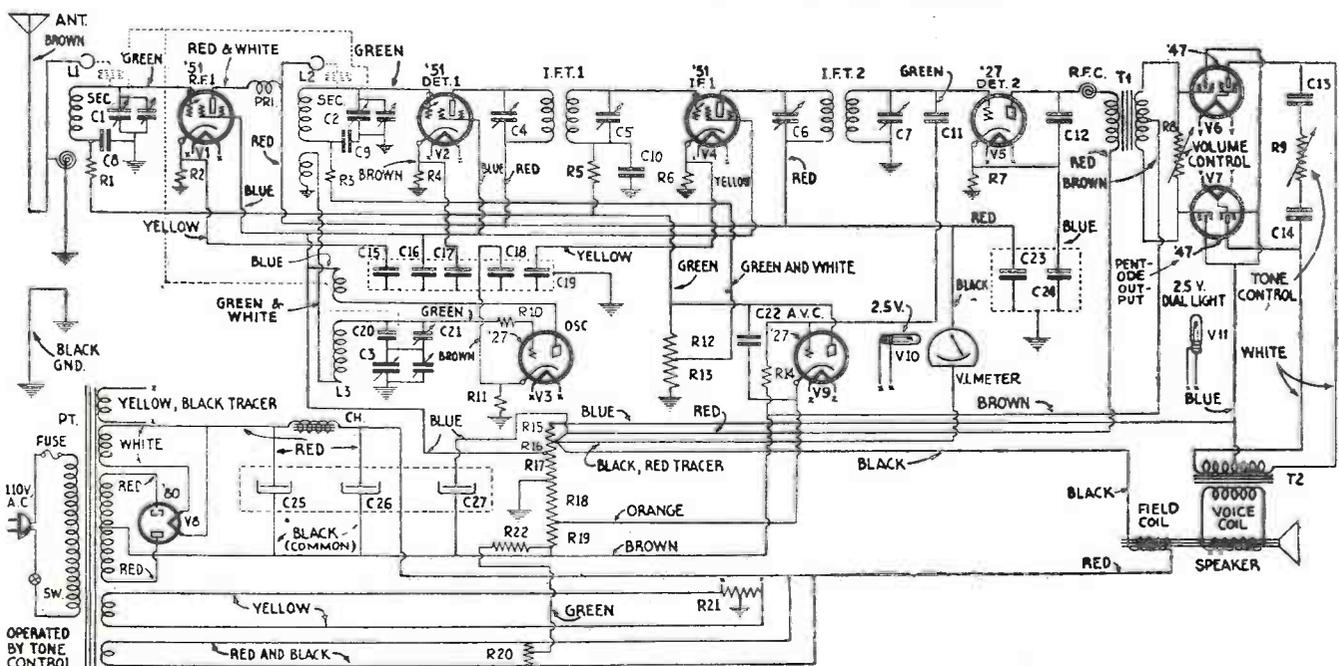 ANT.
BROWN
L1
GREEN
RED & WHITE
'51
R.F.1
SEC.
C1
C8
R1
V1
R2
PRI.
RED
BLUE
YELLOW
L2
GREEN
SEC.
C2
C9
R3
BROWN
'51
DET.1
V2
R4
BLUE
RED
C4
I.F.T.1
C5
R5
C10
'51
I.F.1
V4
R6
YELLOW
I.F.T.2
C6
RED
C7
GREEN
C11
'27
DET.2
V5
R7
R.F.C.
C12
T1
RED
BROWN
R8
'47
V6
VOLUME
CONTROL
V7
'47
C13
R9
C14
RED
BLUE
PENT-
ODE
OUT-
PUT
TONE
CONTROL
2.5 V.
DIAL LIGHT
V11
WHITE
BLUE
BLUE
GREEN &
WHITE
C15
C16
C17
C18
C19
YELLOW
GREEN
GREEN AND WHITE
BLACK
C23
C24
BLACK
GND.
GREEN
C20
C21
C3
L3
BROWN
R10
'27
OSC
V3
R11
R12
R13
C22
A.V.C.
'27
R14
V9
2.5V.
V10
V.I.METER
BROWN
PT.
YELLOW, BLACK TRACER
WHITE
FUSE
110V.
A.C.
SW.
RED
'80
V8
RED
CH.
RED
BLUE
C25
C26
C27
BLACK
(COMMON)
R15
R16
R17
R18
R19
R22
BLUE
RED
BLACK, RED TRACER
BLACK
ORANGE
BROWN
BLACK
FIELD
COIL
VOICE
COIL
T2
RED
SPEAKER
YELLOW
GREEN
R21
OPERATED
BY TONE
CONTROL
RED AND BLACK
R20